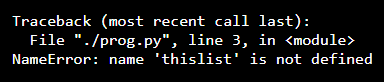 Traceback (most recent call last):
  File "./prog.py", line 3, in <module>
NameError: name 'thislist' is not defined